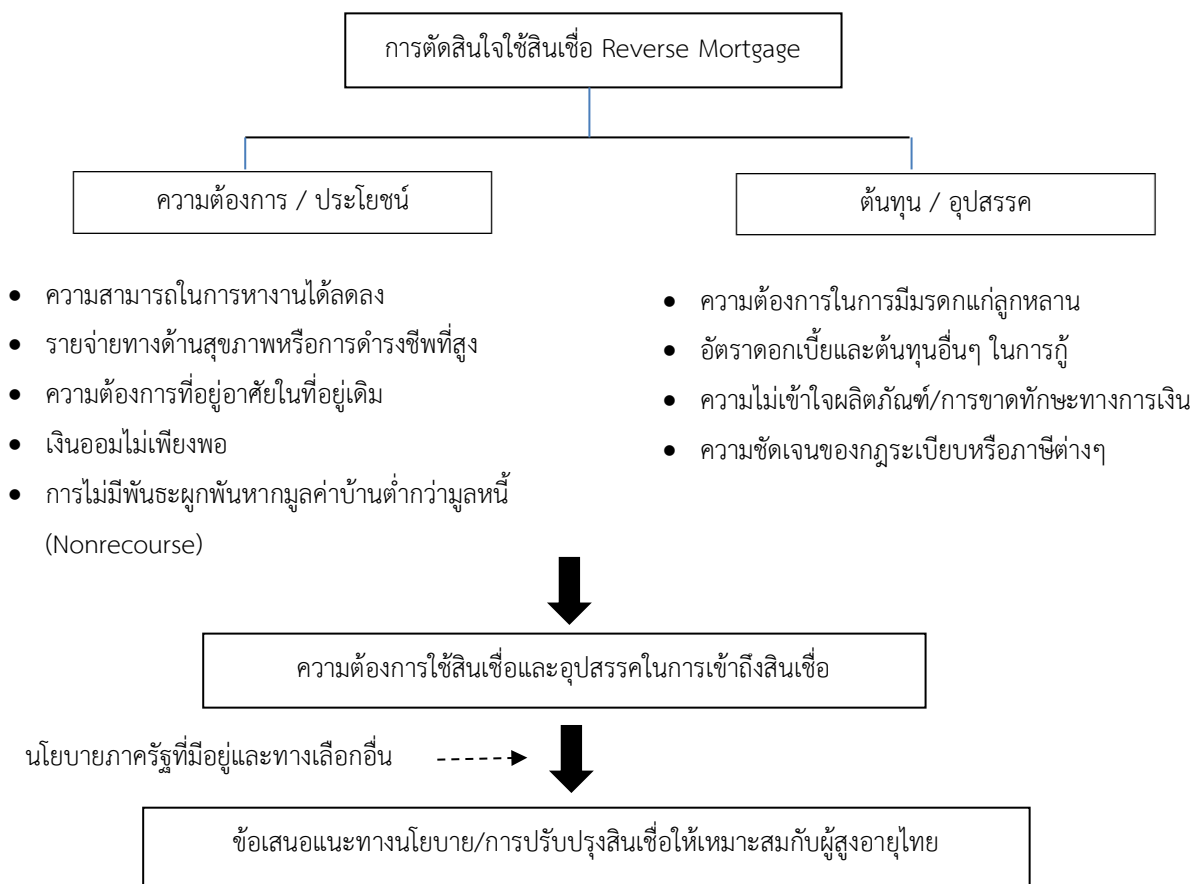 การตัดสินใจใช้สินเชื่อ Reverse Mortgage
ความต้องการ / ประโยชน์
ต้นทุน / อุปสรรค
● ความสามารถในการหางานได้ลดลง
● รายจ่ายทางด้านสุขภาพหรือการดำรงชีพที่สูง
● ความต้องการที่อยู่อาศัยในที่อยู่เดิม
● เงินออมไม่เพียงพอ
● การไม่มีพันธะผูกพันหากมูลค่าบ้านต่ำกว่ามูลหนี้
(Nonrecourse)
● ความต้องการในการมีมรดกแก่ลูกหลาน
● อัตราดอกเบี้ยและต้นทุนอื่นๆ ในการกู้
● ความไม่เข้าใจผลิตภัณฑ์/การขาดทักษะทางการเงิน
● ความชัดเจนของกฎระเบียบหรือภาษีต่างๆ
ความต้องการใช้สินเชื่อและอุปสรรคในการเข้าถึงสินเชื่อ
นโยบายภาครัฐที่มีอยู่และทางเลือกอื่น
ข้อเสนอแนะทางนโยบาย/การปรับปรุงสินเชื่อให้เหมาะสมกับผู้สูงอายุไทย